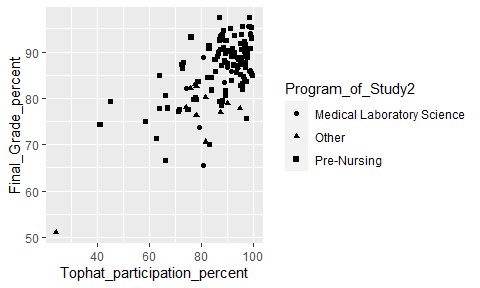 Final_Grade_percent
90
80
70
60
50
40
60
80
100
Tophat_participation_percent
Program_of_Study2
Medical Laboratory Science
Other
Pre-Nursing